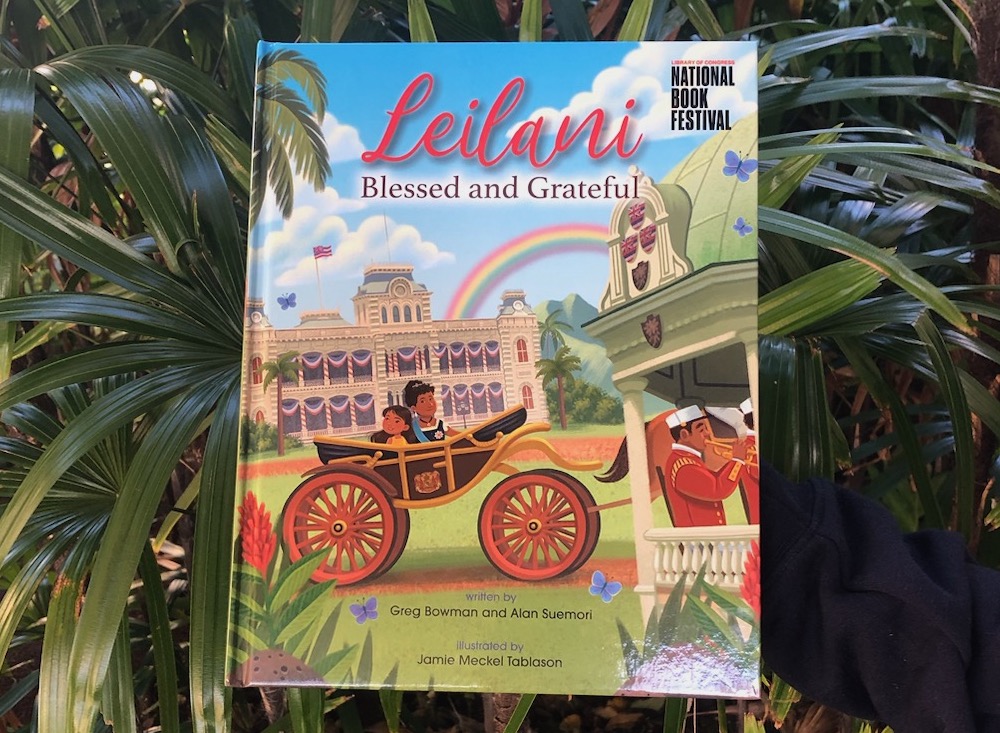 LIBRARY OF CONGRESS
NATIONAL
BOOK
FESTIVAL
Leilani
Blessed and Grateful
written by
Greg Bowman and Alan Suemori
illustrated by
Jamie Meckel Tablason